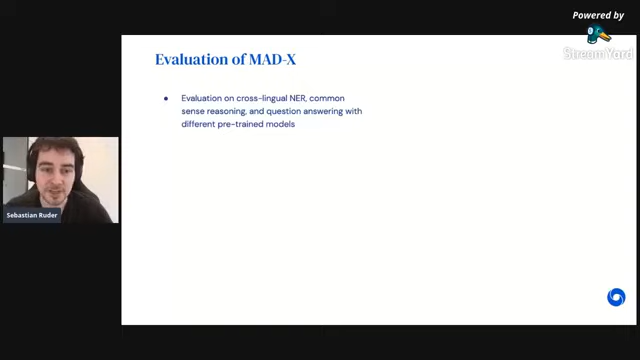 Powered by
StreamYard
Evaluation of MAD-X
● Evaluation on cross-lingual NER, common
sense reasoning, and question answering with
different pre-trained models
Sebastian Ruder